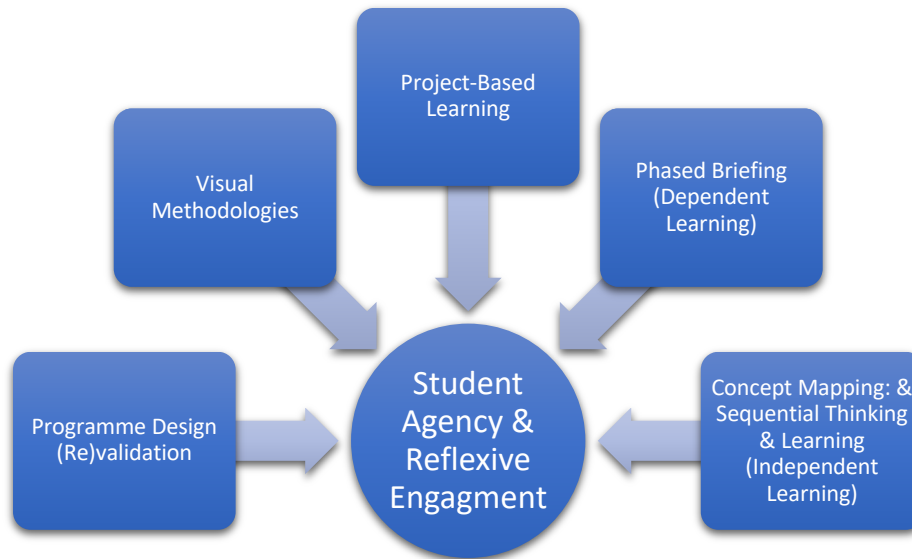 Project-Based
Learning
Visual
Methodologies
Phased Briefing
(Dependent
Learning)
Programme Design
(Re)validation
Student
Agency &
Reflexive
Engagment
Concept Mapping: &
Sequential Thinking
& Learning
(Independent
Learning)